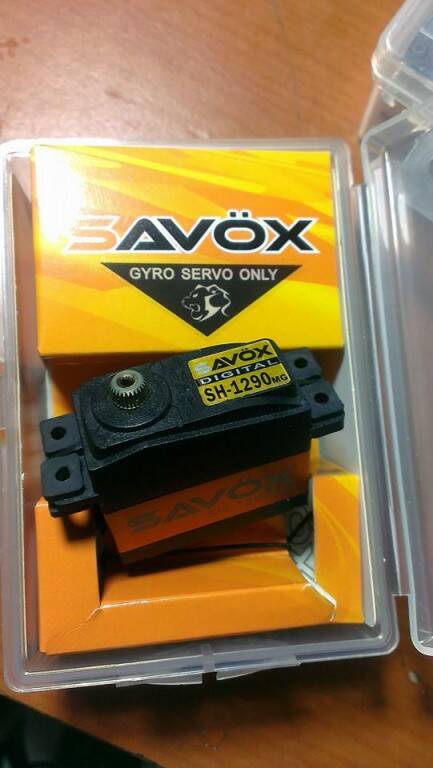 SAVÖX
GYRO SERVO ONLY
SAVÖX
DIGITAL
SH-1290MG
SAVÖX